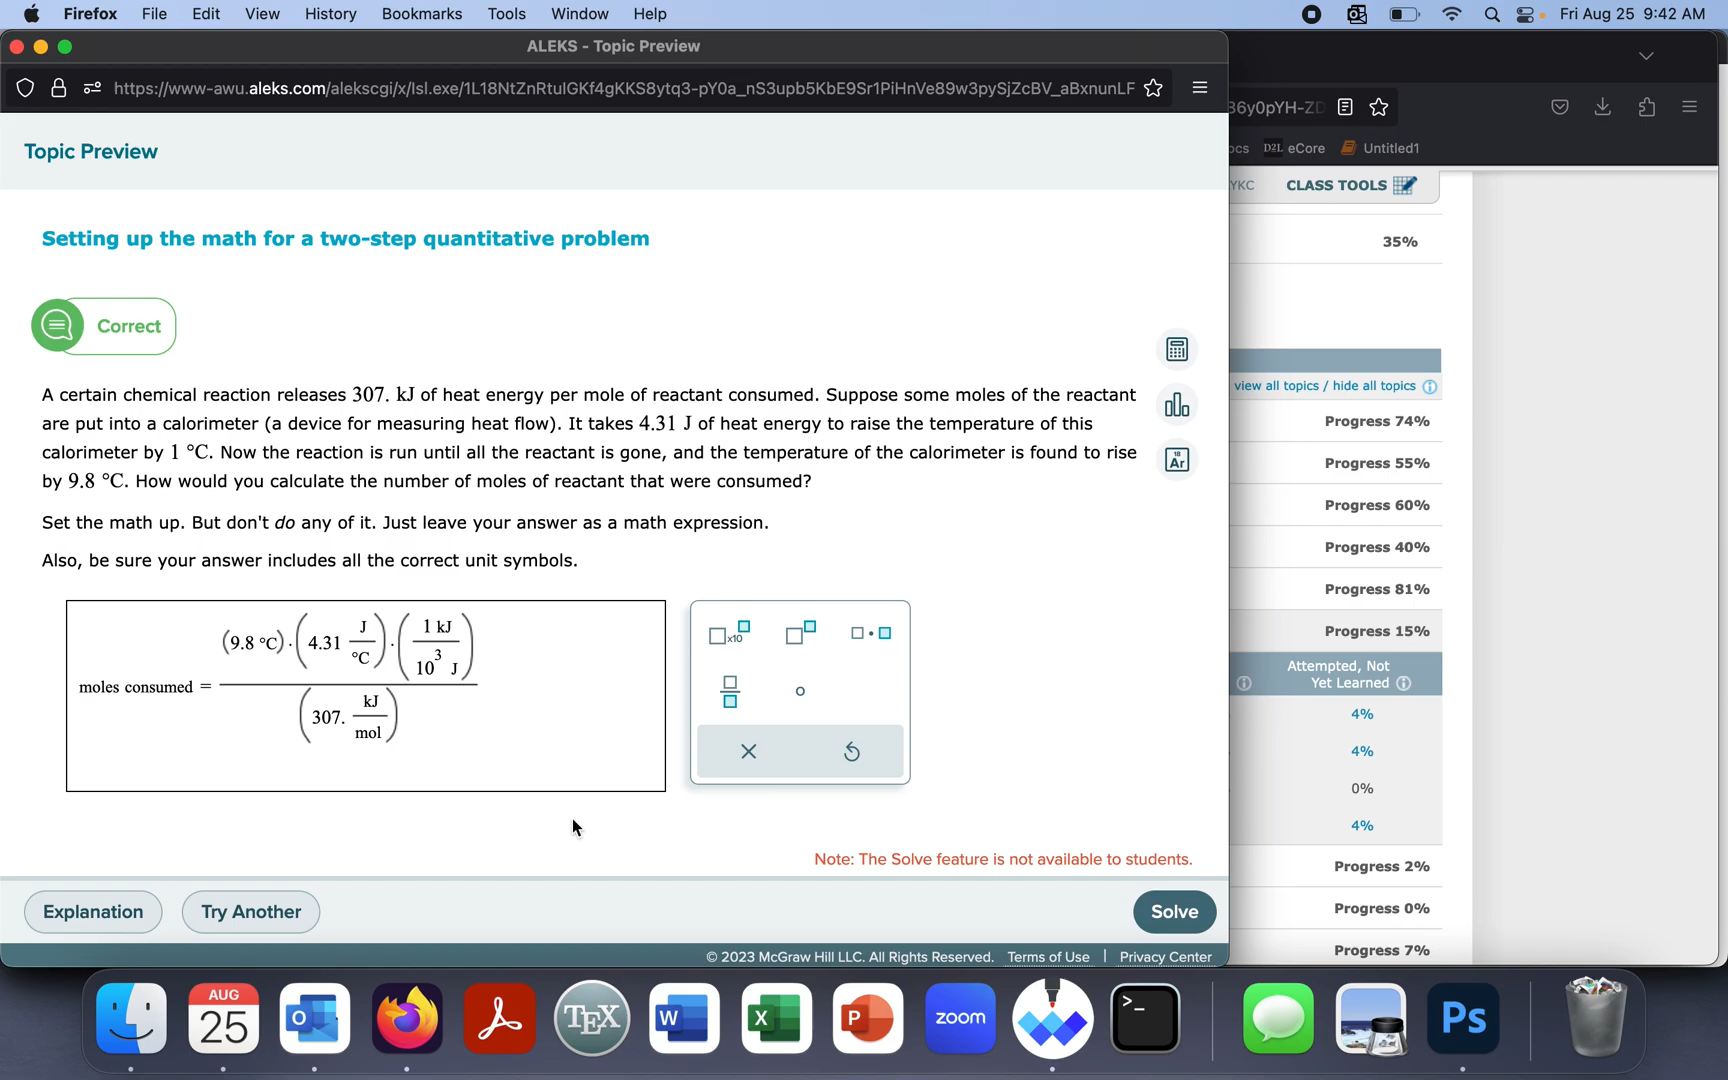 Firefox File Edit View History Bookmarks Tools Window Help Fri Aug 25 9:42 AM
ALEKS - Topic Preview
https://www-awu.aleks.com/alekscgi/x/Isl.exe/1L18NtZnRtulGKf4gKKS8ytq3-pY0a_nS3upb5KbE9Sr1PiHnVe89w3pySjZcBV_aBxnunLF
36y0pYH-ZD
ocs D2L eCore Untitled1
Topic Preview
YKC CLASS TOOLS
Setting up the math for a two-step quantitative problem
35%
Correct
view all topics / hide all topics
A certain chemical reaction releases 307. kJ of heat energy per mole of reactant consumed. Suppose some moles of the reactant
are put into a calorimeter (a device for measuring heat flow). It takes 4.31 J of heat energy to raise the temperature of this
calorimeter by 1 °C. Now the reaction is run until all the reactant is gone, and the temperature of the calorimeter is found to rise
by 9.8 °C. How would you calculate the number of moles of reactant that were consumed?
Set the math up. But don't do any of it. Just leave your answer as a math expression.
Also, be sure your answer includes all the correct unit symbols.
18
Ar
Progress 74%
Progress 55%
Progress 60%
Progress 40%
Progress 81%
Progress 15%
Attempted, Not
Yet Learned
4%
4%
0%
4%
Progress 2%
Progress 0%
Progress 7%
moles consumed = (9.8 °C) · (4.31 J/°C) · (1 kJ/10^3 J) / (307. kJ/mol)
x10
Note: The Solve feature is not available to students.
Explanation Try Another Solve
© 2023 McGraw Hill LLC. All Rights Reserved. Terms of Use | Privacy Center
AUG
25
O
TEX
W
X
P
zoom
>_
Ps